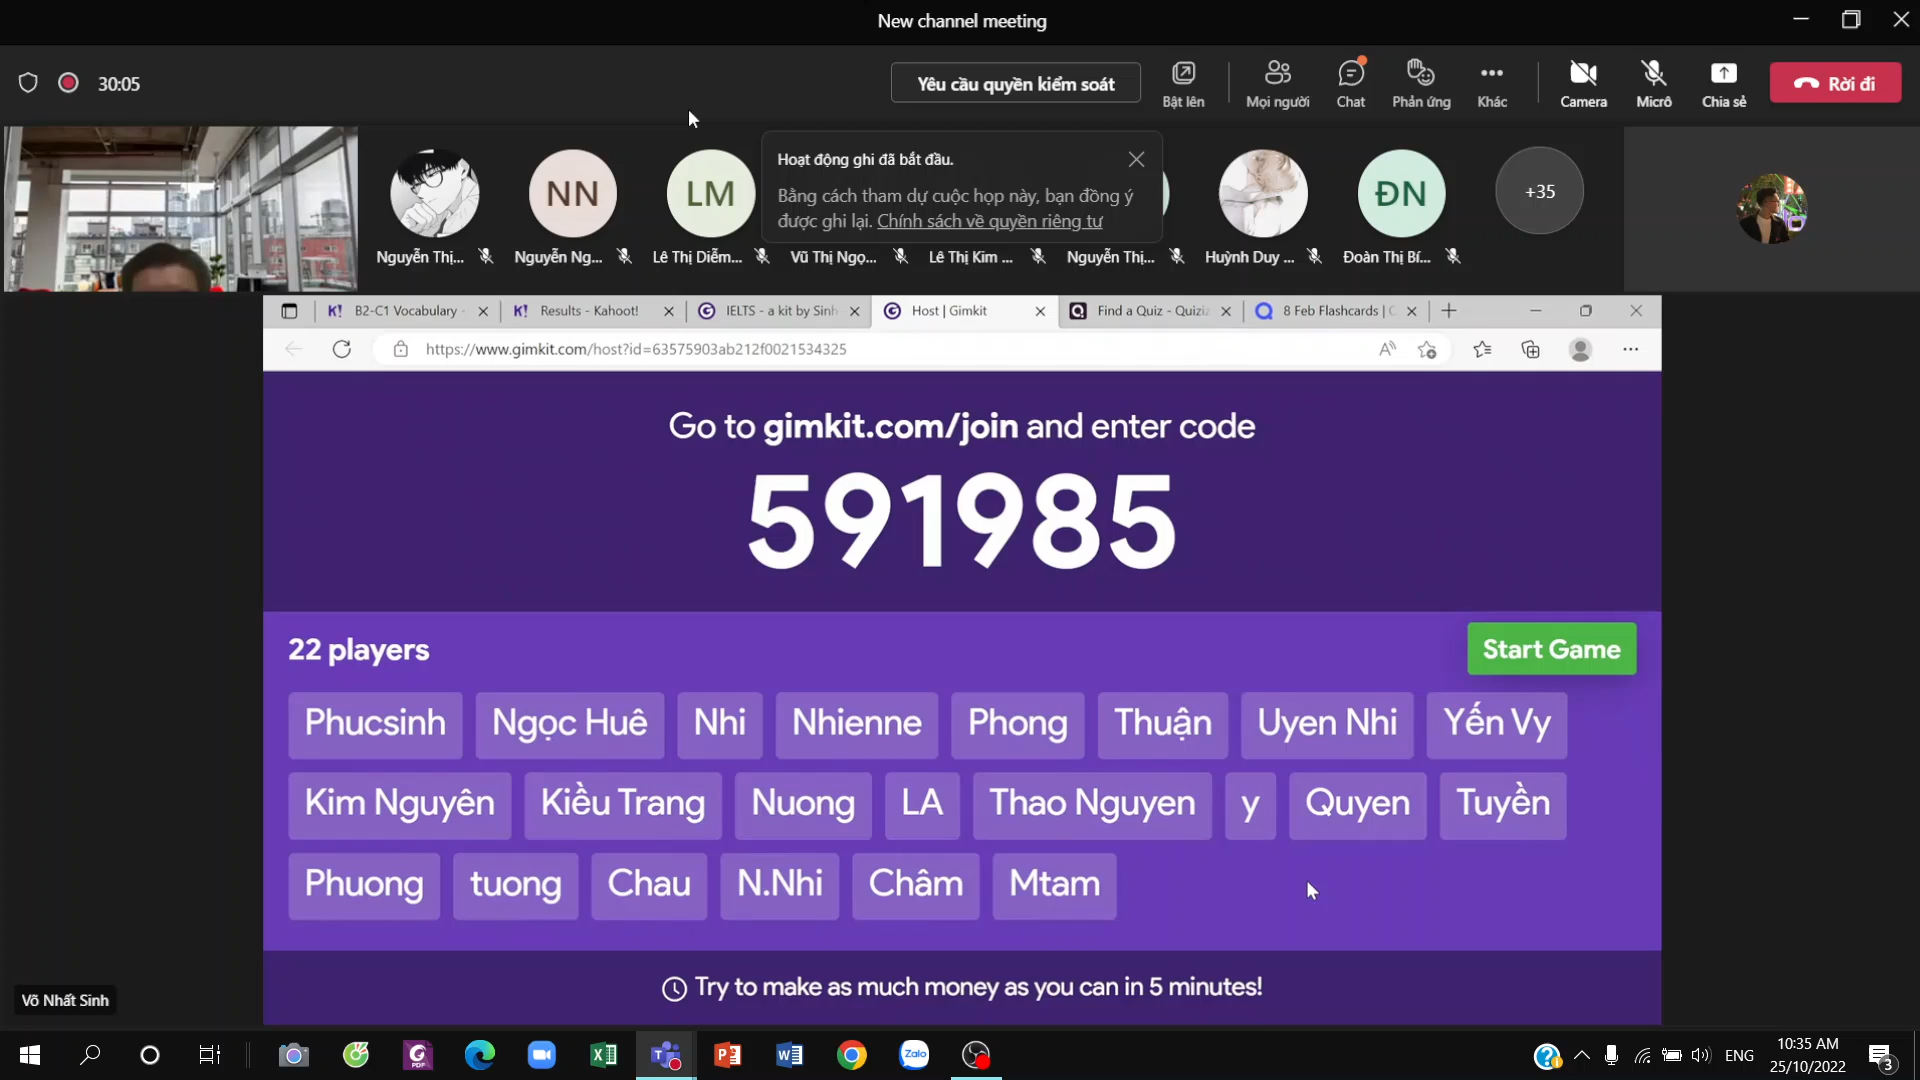 New channel meeting
30:05
Yêu cầu quyền kiểm soát
Bật lên
Mọi người
Chat
Phản ứng
Khác
Camera
Micrô
Chia sẻ
Rời đi
NN
LM
ĐN
+35
Hoạt động ghi đã bắt đầu.
Bằng cách tham dự cuộc họp này, bạn đồng ý
được ghi lại. Chính sách về quyền riêng tư
Nguyễn Thị...
Nguyễn Ng...
Lê Thị Diễm...
Vũ Thị Ngọ...
Lê Thị Kim ...
Nguyễn Thị...
Huỳnh Duy ...
Đoàn Thị Bí...
K! B2-C1 Vocabulary -
K! Results - Kahoot!
IELTS - a kit by Sinh
Host | Gimkit
Find a Quiz - Quiziz
8 Feb Flashcards |
https://www.gimkit.com/host?id=63575903ab212f0021534325
Go to gimkit.com/join and enter code
591985
22 players
Start Game
Phucsinh Ngọc Huê Nhi Nhienne Phong Thuận Uyen Nhi Yến Vy
Kim Nguyên Kiều Trang Nuong LA Thao Nguyen y Quyen Tuyền
Phuong tuong Chau N.Nhi Châm Mtam
Try to make as much money as you can in 5 minutes!
Võ Nhất Sinh
PDF
Zalo
ENG
10:35 AM
25/10/2022
3